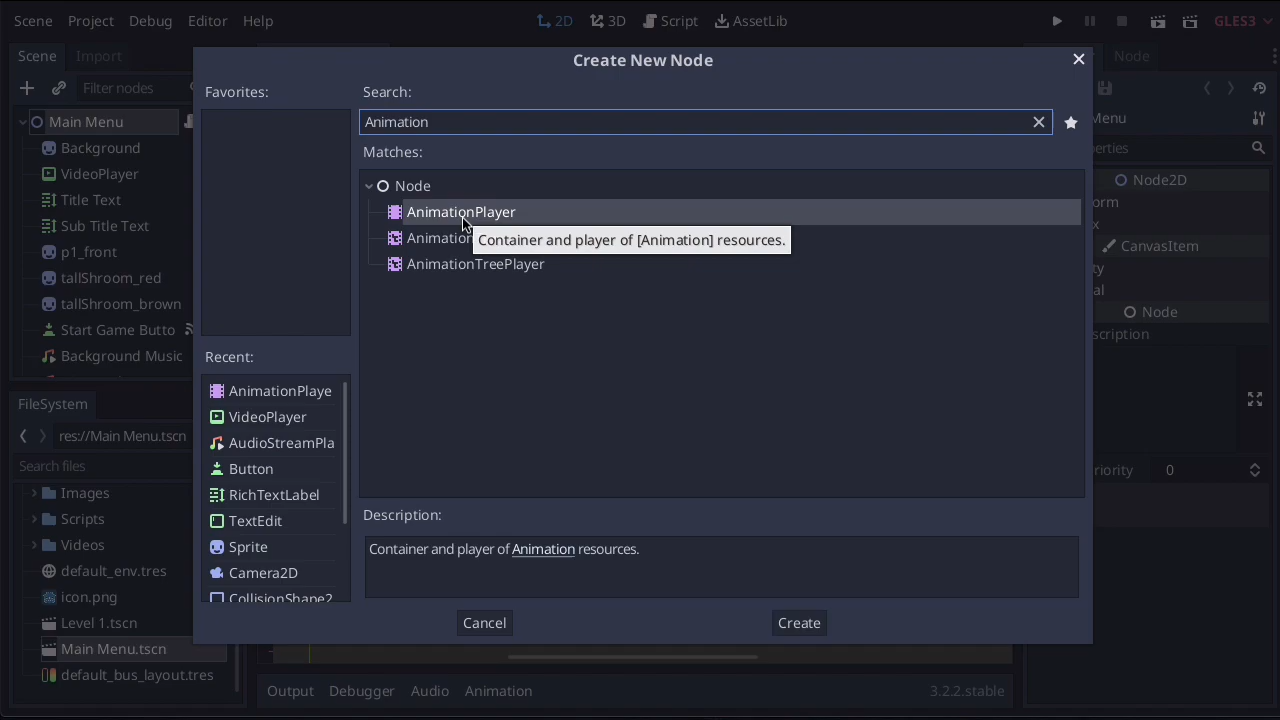 Scene Project Debug Editor Help 2D 3D Script AssetLib GLES3
Scene Import Node
Create New Node
Filter nodes
Favorites: Search:
Animation
Matches:
Main Menu
Background
VideoPlayer
Title Text
Sub Title Text
p1_front
tallShroom_red
tallShroom_brown
Start Game Butto
Background Music
Node
AnimationPlayer
Animation
Container and player of [Animation] resources.
AnimationTreePlayer
Menu
erties
Node2D
orm
x
CanvasItem
ty
al
Node
scription
riority 0
Recent:
AnimationPlaye
VideoPlayer
AudioStreamPla
Button
RichTextLabel
TextEdit
Sprite
Camera2D
CollisionShape2
Description:
Container and player of Animation resources.
Cancel Create
FileSystem
res://Main Menu.tscn
Search files
Images
Scripts
Videos
default_env.tres
icon.png
Level 1.tscn
Main Menu.tscn
default_bus_layout.tres
Output Debugger Audio Animation 3.2.2.stable